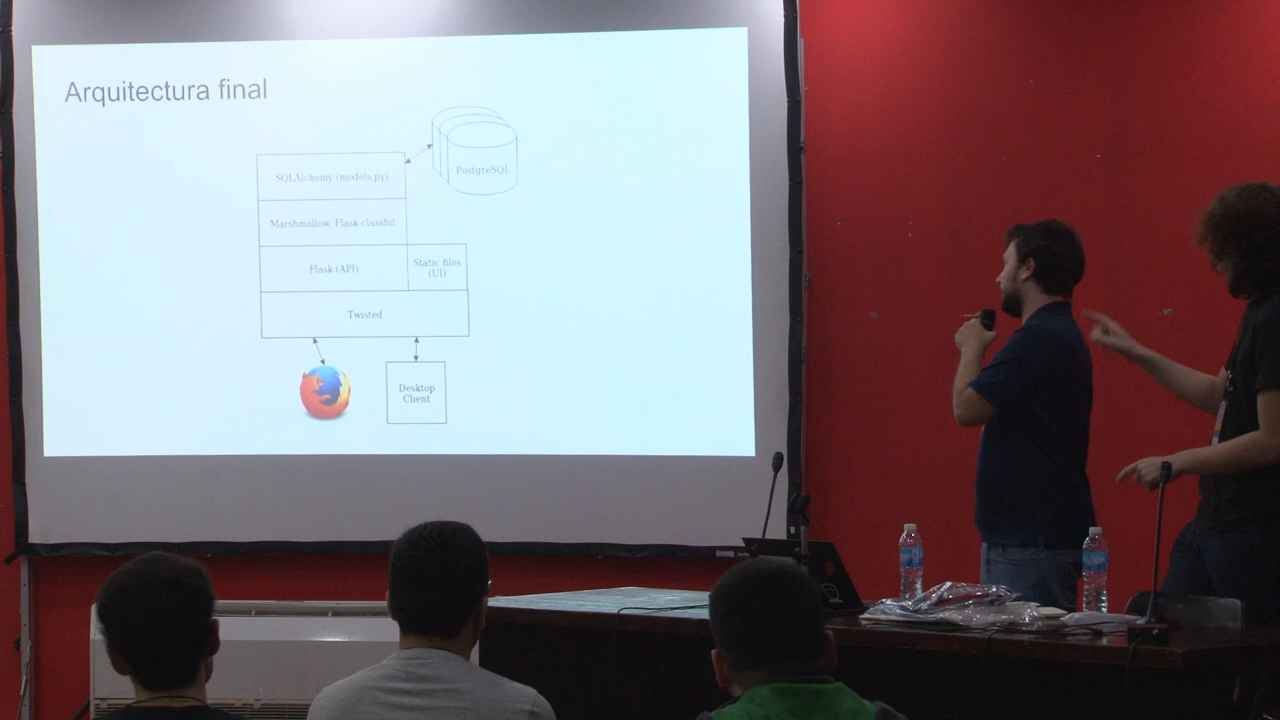 Arquitectura final
PostgreSQL
SQLAlchemy (models.py)
Marshmallow, Flask-classful
Flask (API)
Static files
(UI)
Twisted
Desktop
Client